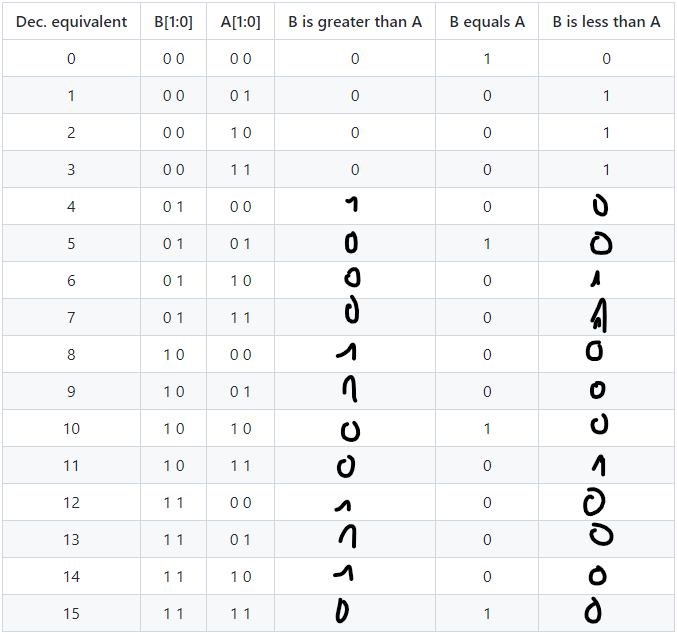 Dec. equivalent B[1:0] A[1:0] B is greater than A B equals A B is less than A
0 0 0 0 0 0 1 0
1 0 0 0 1 0 0 1
2 0 0 1 0 0 0 1
3 0 0 1 1 0 0 1
4 0 1 0 0 1 0 0
5 0 1 0 1 0 1 0
6 0 1 1 0 0 0 1
7 0 1 1 1 0 0 1
8 1 0 0 0 1 0 0
9 1 0 0 1 1 0 0
10 1 0 1 0 0 1 0
11 1 0 1 1 0 0 1
12 1 1 0 0 1 0 0
13 1 1 0 1 1 0 0
14 1 1 1 0 1 0 0
15 1 1 1 1 0 1 0